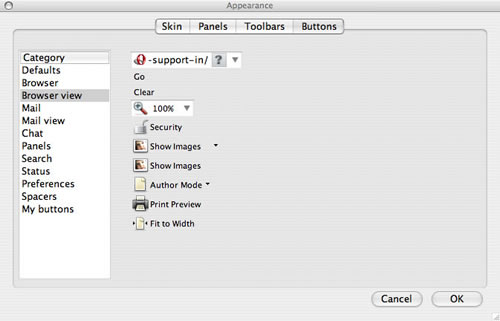 Appearance
Skin Panels Toolbars Buttons
Category
Defaults
Browser
Browser view
Mail
Mail view
Chat
Panels
Search
Status
Preferences
Spacers
My buttons
-support-in/ ?
Go
Clear
100%
Security
Show Images
Show Images
Author Mode
Print Preview
Fit to Width
Cancel OK